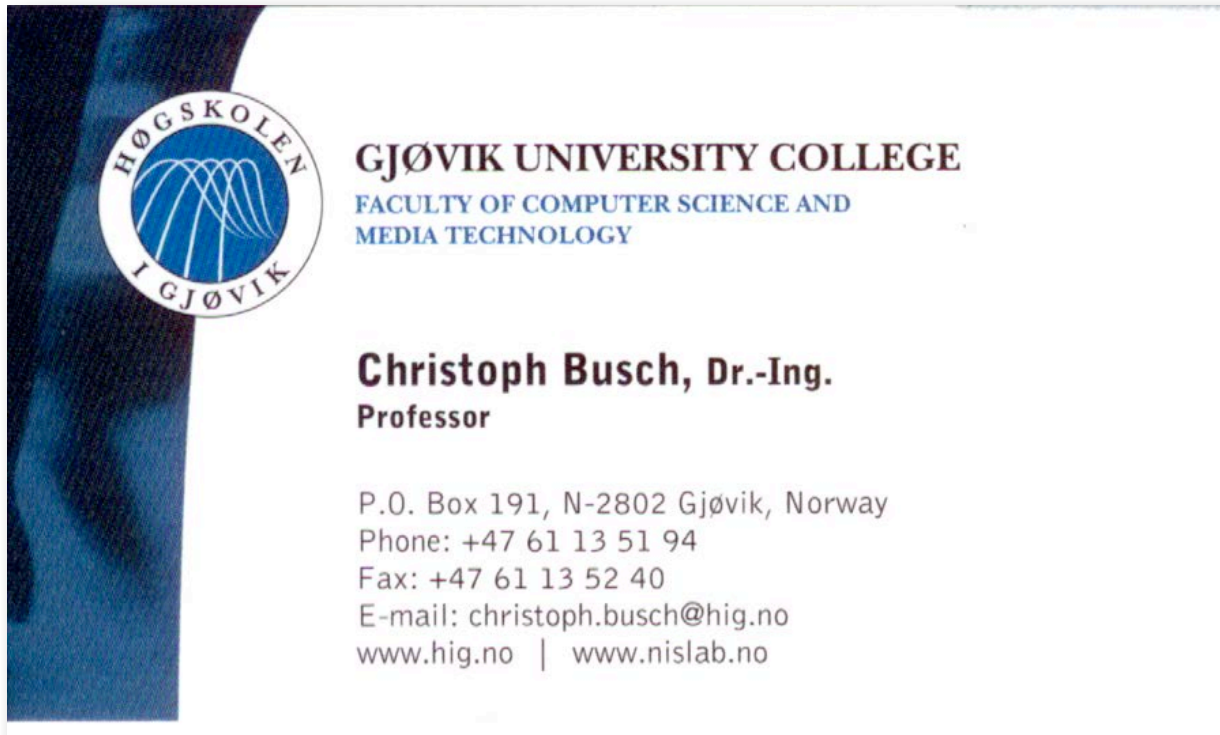 HØGSKOLEN
I GJØVIK
GJØVIK UNIVERSITY COLLEGE
FACULTY OF COMPUTER SCIENCE AND
MEDIA TECHNOLOGY
Christoph Busch, Dr.-Ing.
Professor
P.O. Box 191, N-2802 Gjøvik, Norway
Phone: +47 61 13 51 94
Fax: +47 61 13 52 40
E-mail: christoph.busch@hig.no
www.hig.no | www.nislab.no